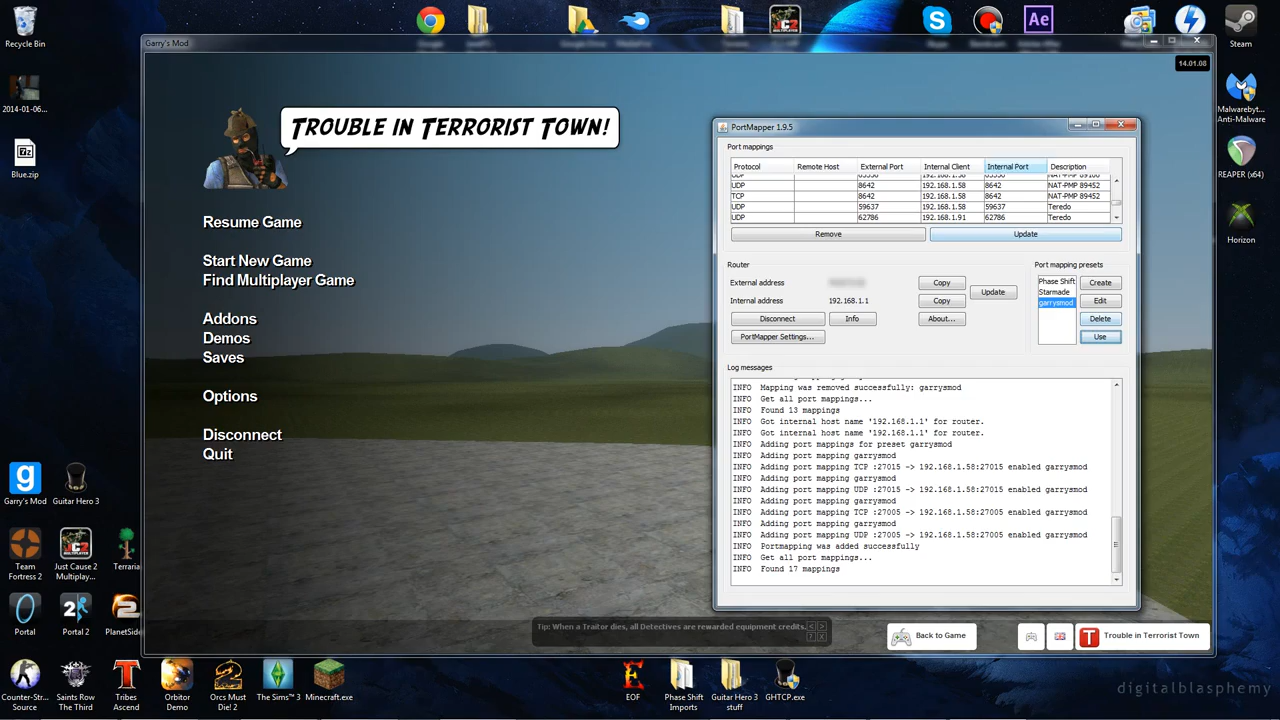 Recycle Bin
2014-01-06...
Blue.zip
Garry's Mod
Guitar Hero 3
Team
Fortress 2
Just Cause 2
Multiplay...
Terraria
Portal
Portal 2
PlanetSide
Counter-Str...
Source
Saints Row
The Third
Tribes
Ascend
Orbiter
Demo
Orcs Must
Die! 2
The Sims™ 3
Minecraft.exe
EOF
Phase Shift
Imports
Guitar Hero 3
stuff
GHTCP.exe
Steam
Malwarebyt...
Anti-Malware
REAPER (x64)
Horizon
digitalblasphemy
Garry's Mod
14.01.08
TROUBLE IN TERRORIST TOWN!
Resume Game
Start New Game
Find Multiplayer Game
Addons
Demos
Saves
Options
Disconnect
Quit
Tip: When a Traitor dies, all Detectives are rewarded equipment credits.
Back to Game
Trouble in Terrorist Town
PortMapper 1.9.5
Port mappings
Protocol Remote Host External Port Internal Client Internal Port Description
UDP 8642 192.168.1.58 8642 NAT-PMP 89452
TCP 8642 192.168.1.58 8642 NAT-PMP 89452
UDP 59637 192.168.1.58 59637 Teredo
UDP 62786 192.168.1.91 62786 Teredo
Remove Update
Router
External address Copy
Internal address 192.168.1.1 Copy
Update
Disconnect Info About...
PortMapper Settings...
Port mapping presets
Phase Shift
Starmade
garrysmod
Create
Edit
Delete
Use
Log messages
INFO Mapping was removed successfully: garrysmod
INFO Get all port mappings...
INFO Found 13 mappings
INFO Got internal host name '192.168.1.1' for router.
INFO Got internal host name '192.168.1.1' for router.
INFO Adding port mappings for preset garrysmod
INFO Adding port mapping garrysmod
INFO Adding port mapping TCP :27015 -> 192.168.1.58:27015 enabled garrysmod
INFO Adding port mapping garrysmod
INFO Adding port mapping UDP :27015 -> 192.168.1.58:27015 enabled garrysmod
INFO Adding port mapping garrysmod
INFO Adding port mapping TCP :27005 -> 192.168.1.58:27005 enabled garrysmod
INFO Adding port mapping garrysmod
INFO Adding port mapping UDP :27005 -> 192.168.1.58:27005 enabled garrysmod
INFO Portmapping was added successfully
INFO Get all port mappings...
INFO Found 17 mappings